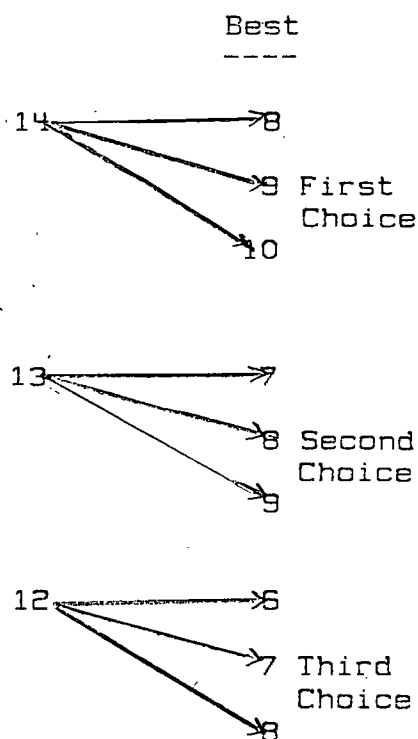 Best
----
14 8
9 First
Choice
10
13 7
8 Second
Choice
9
12 6
7 Third
Choice
8